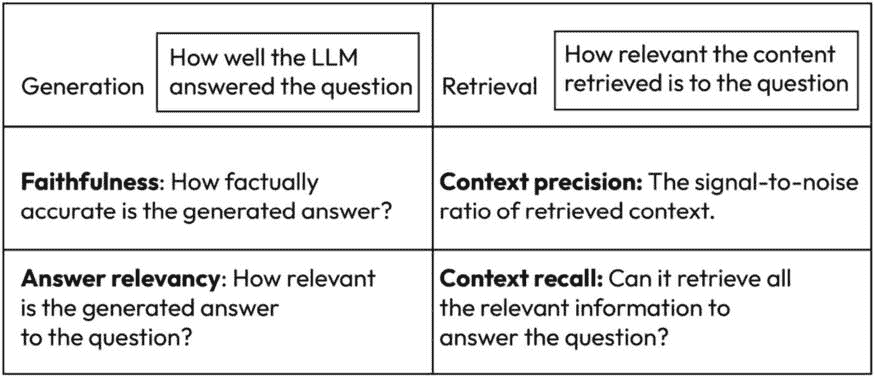 Generation
How well the LLM
answered the question
Retrieval
How relevant the content
retrieved is to the question
Faithfulness: How factually
accurate is the generated answer?
Context precision: The signal-to-noise
ratio of retrieved context.
Answer relevancy: How relevant
is the generated answer
to the question?
Context recall: Can it retrieve all
the relevant information to
answer the question?